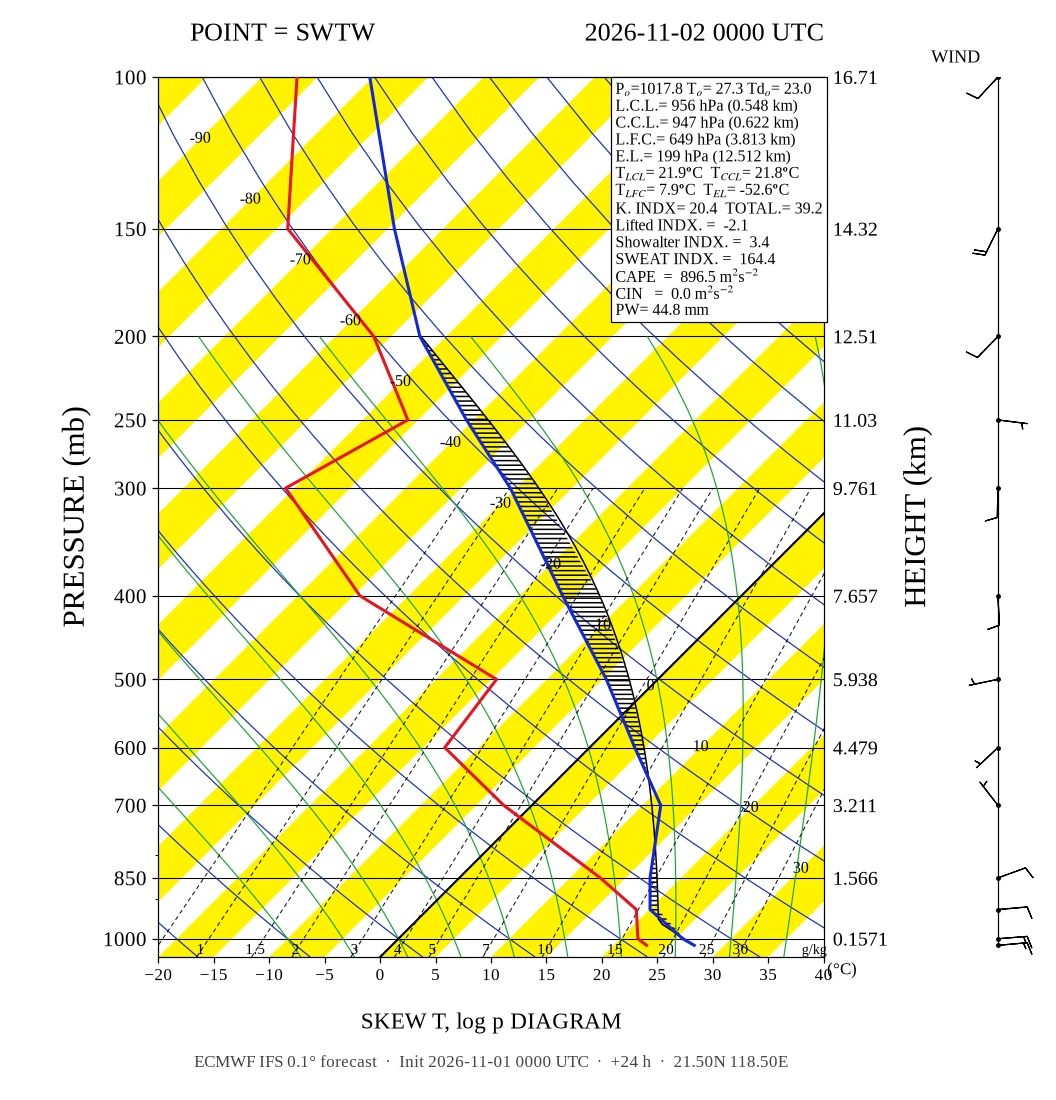 POINT = SWTW
2026-11-02 0000 UTC
WIND
Pₒ=1017.8 Tₒ= 27.3 Tdₒ= 23.0
L.C.L.= 956 hPa (0.548 km)
C.C.L.= 947 hPa (0.622 km)
L.F.C.= 649 hPa (3.813 km)
E.L.= 199 hPa (12.512 km)
T_LCL= 21.9°C T_CCL= 21.8°C
T_LFC= 7.9°C T_EL= -52.6°C
K. INDX= 20.4 TOTAL.= 39.2
Lifted INDX. = -2.1
Showalter INDX. = 3.4
SWEAT INDX. = 164.4
CAPE = 896.5 m²s⁻²
CIN = 0.0 m²s⁻²
PW= 44.8 mm
100
16.71
-90
-80
150
14.32
-70
-60
200
12.51
-50
250
11.03
-40
300
9.761
-30
-20
400
7.657
-10
500
0
5.938
600
10
4.479
700
20
3.211
850
30
1.566
1000
0.1571
PRESSURE (mb)
HEIGHT (km)
1 1.5 2 3 4 5 7 10 15 20 25 30 g/kg
−20 −15 −10 −5 0 5 10 15 20 25 30 35 40 (°C)
SKEW T, log p DIAGRAM
ECMWF IFS 0.1° forecast · Init 2026-11-01 0000 UTC · +24 h · 21.50N 118.50E